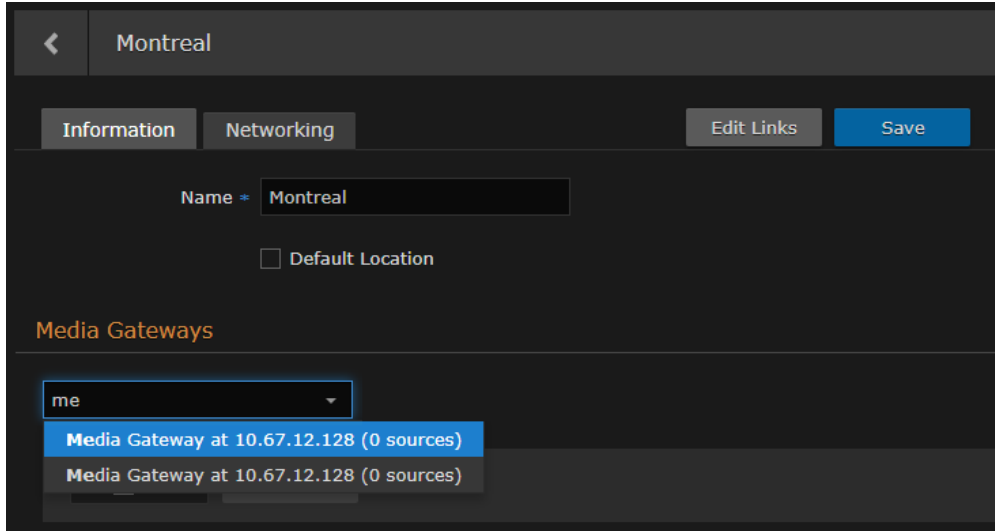 Montreal
Information Networking Edit Links Save
Name * Montreal
Default Location
Media Gateways
me
Media Gateway at 10.67.12.128 (0 sources)
Media Gateway at 10.67.12.128 (0 sources)